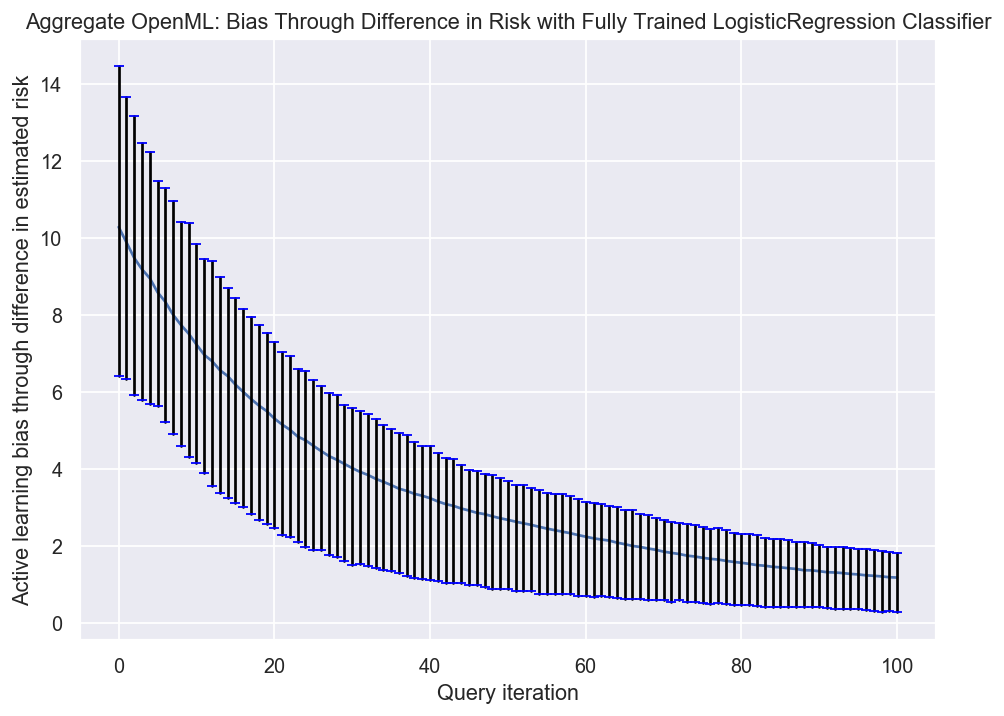 Aggregate OpenML: Bias Through Difference in Risk with Fully Trained LogisticRegression Classifier
Active learning bias through difference in estimated risk
14
12
10
8
6
4
2
0
0 20 40 60 80 100
Query iteration